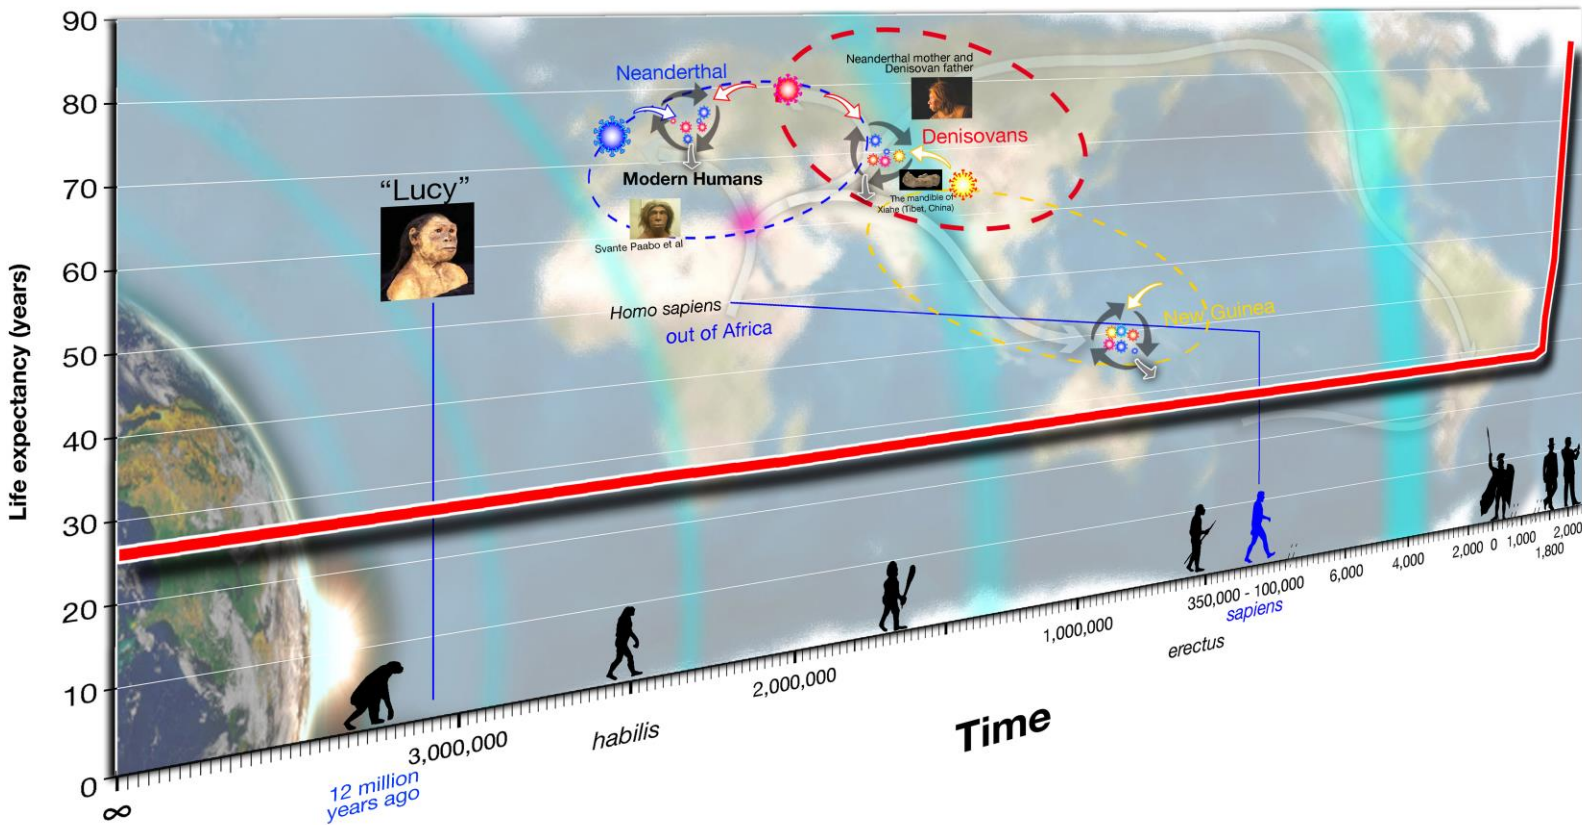 90
80
70
60
50
40
30
20
10
0
Life expectancy (years)
Neanderthal
Neanderthal mother and
Denisovan father
Denisovans
Modern Humans
"Lucy"
The mandible of
Xiahe (Tibet, China)
Svante Paabo et al
Homo sapiens
out of Africa
New Guinea
∞
12 million
years ago
3,000,000
habilis
2,000,000
Time
1,000,000
erectus
350,000 - 100,000
sapiens
6,000
4,000
2,000
0
1,000
1,800
2,000